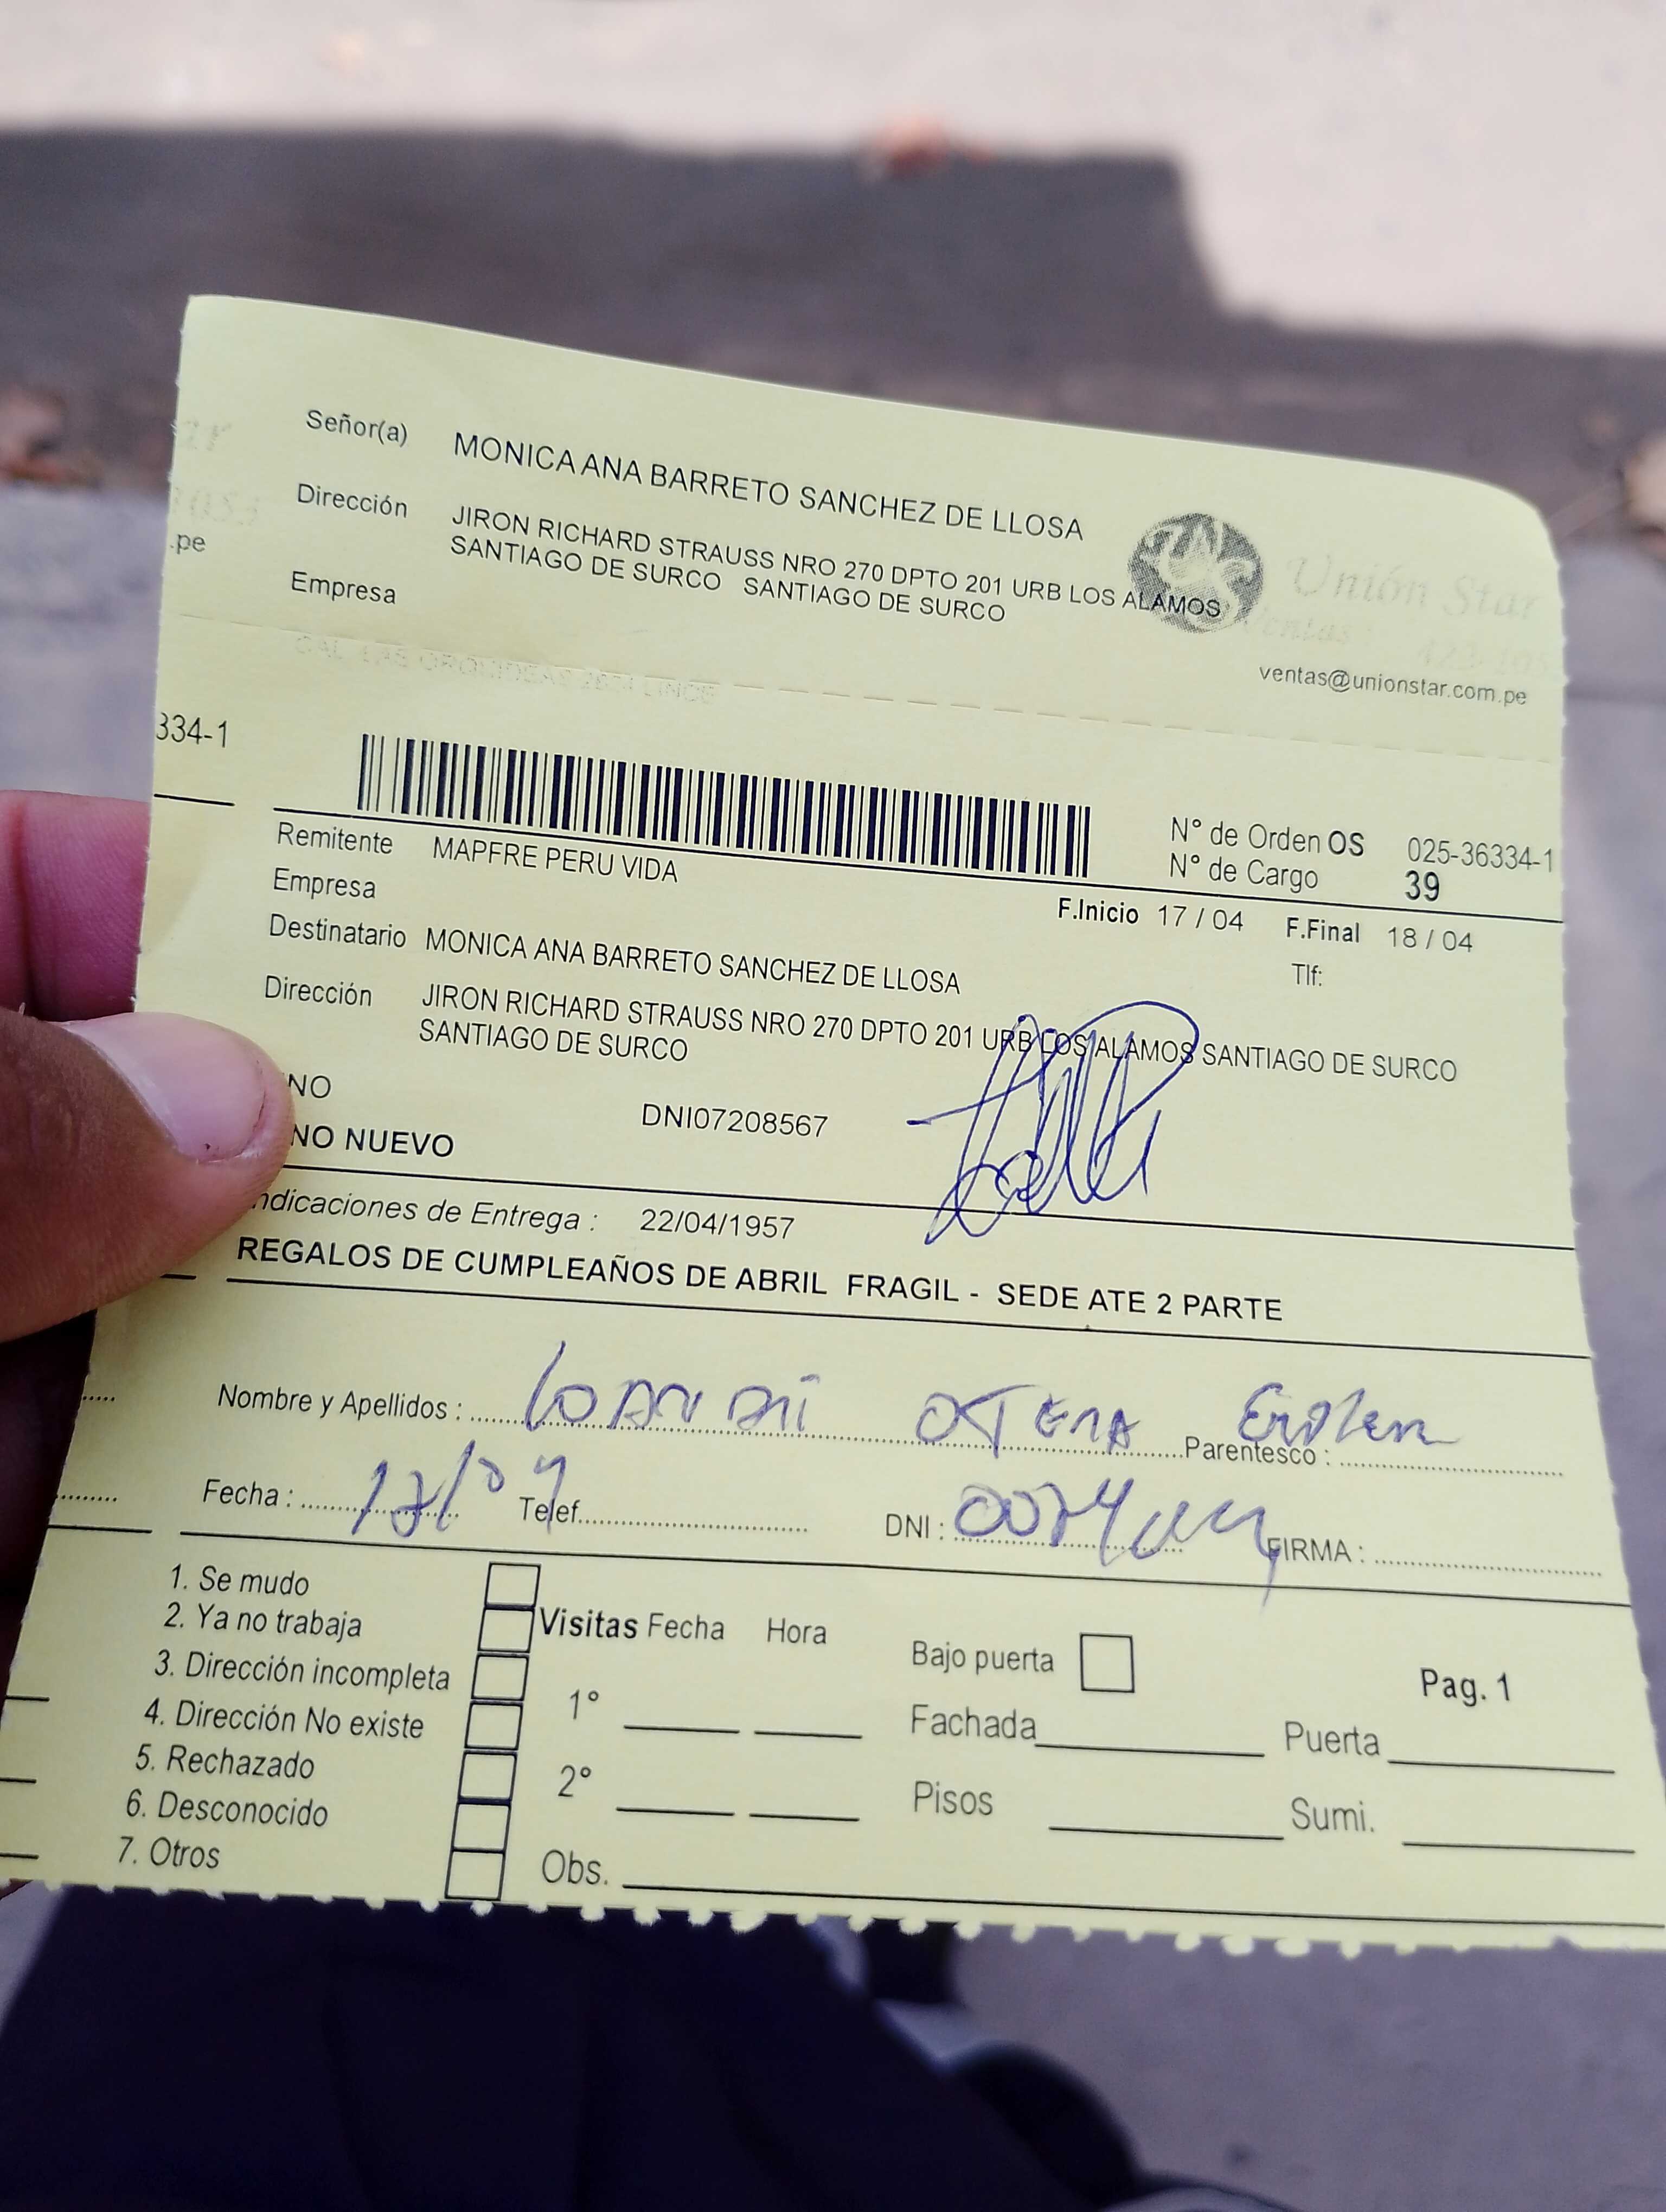 Señor(a) MONICA ANA BARRETO SANCHEZ DE LLOSA
Dirección JIRON RICHARD STRAUSS NRO 270 DPTO 201 URB LOS ALAMOS
SANTIAGO DE SURCO SANTIAGO DE SURCO
Empresa
Unión Star
Ventas :
.pe
ventas@unionstar.com.pe
334-1
N° de Orden OS 025-36334-1
N° de Cargo 39
Remitente MAPFRE PERU VIDA
Empresa
F.Inicio 17 / 04 F.Final 18 / 04
Destinatario MONICA ANA BARRETO SANCHEZ DE LLOSA
Tlf:
Dirección JIRON RICHARD STRAUSS NRO 270 DPTO 201 URB LOS ALAMOS SANTIAGO DE SURCO
SANTIAGO DE SURCO
NO
DNI07208567
NO NUEVO
ndicaciones de Entrega : 22/04/1957
REGALOS DE CUMPLEAÑOS DE ABRIL FRAGIL - SEDE ATE 2 PARTE
Nombre y Apellidos :
Parentesco :
Fecha : 17/04 Telef. DNI : FIRMA :
1. Se mudo
2. Ya no trabaja
3. Dirección incompleta
4. Dirección No existe
5. Rechazado
6. Desconocido
7. Otros
Visitas Fecha Hora
1°
2°
Obs.
Bajo puerta
Pag. 1
Fachada Puerta
Pisos Sumi.